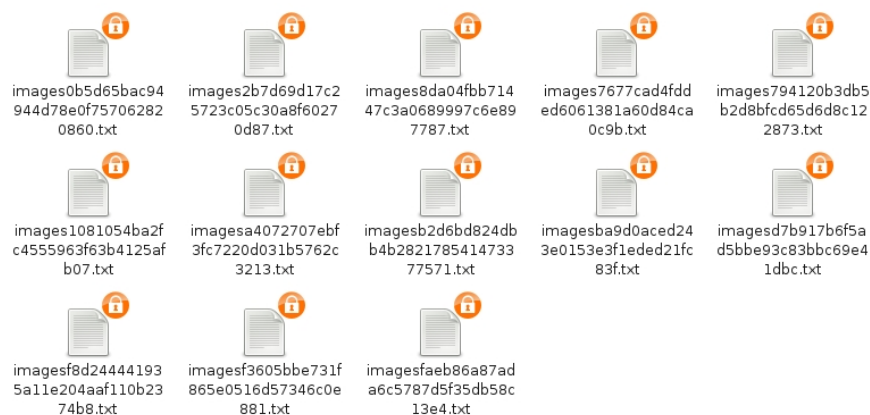 images0b5d65bac94
944d78e0f75706282
0860.txt
images2b7d69d17c2
5723c05c30a8f6027
0d87.txt
images8da04fbb714
47c3a0689997c6e89
7787.txt
images7677cad4fdd
ed6061381a60d84ca
0c9b.txt
images794120b3db5
b2d8bfcd65d6d8c12
2873.txt
images1081054ba2f
c4555963f63b4125af
b07.txt
imagesa4072707ebf
3fc7220d031b5762c
3213.txt
imagesb2d6bd824db
b4b2821785414733
77571.txt
imagesba9d0aced24
3e0153e3f1eded21fc
83f.txt
imagesd7b917b6f5a
d5bbe93c83bbc69e4
1dbc.txt
imagesf8d24444193
5a11e204aaf110b23
74b8.txt
imagesf3605bbe731f
865e0516d57346c0e
881.txt
imagesfaeb86a87ad
a6c5787d5f35db58c
13e4.txt